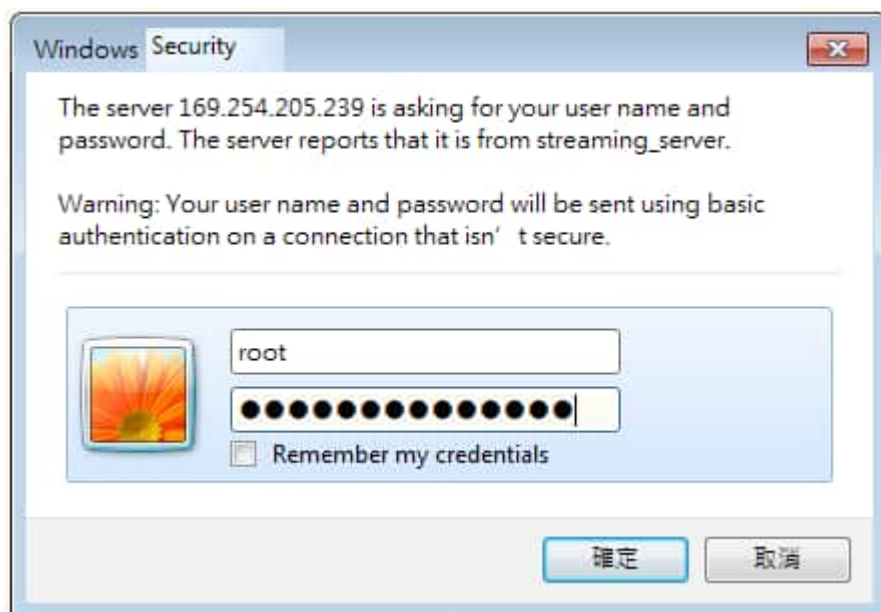 Windows Security
The server 169.254.205.239 is asking for your user name and
password. The server reports that it is from streaming_server.
Warning: Your user name and password will be sent using basic
authentication on a connection that isn’t secure.
root
●●●●●●●●●●●●●●
Remember my credentials
確定 取消